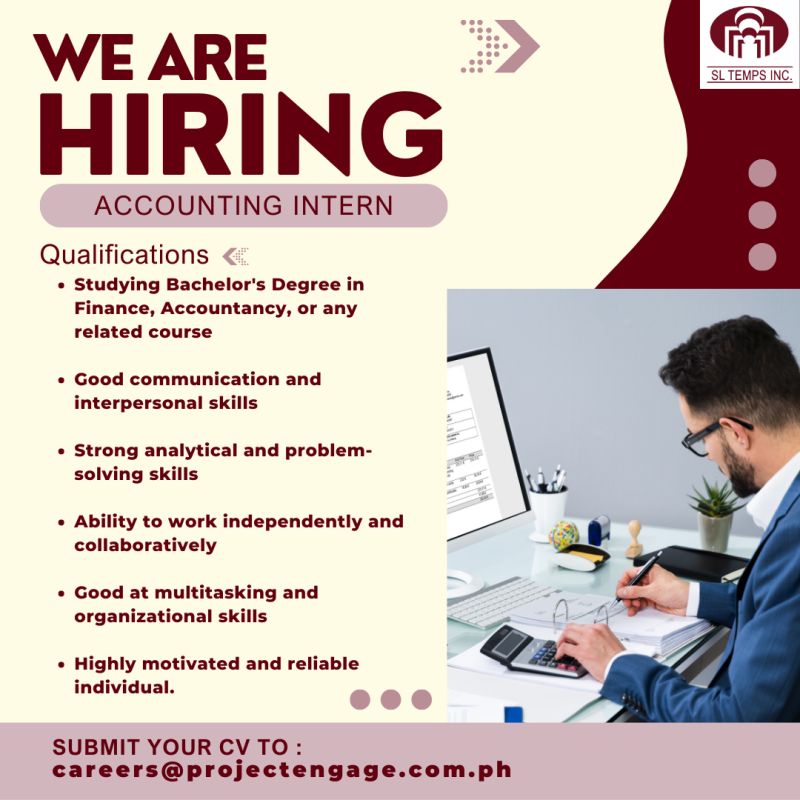 WE ARE
HIRING
SL TEMPS INC.
ACCOUNTING INTERN
Qualifications
• Studying Bachelor's Degree in
Finance, Accountancy, or any
related course
• Good communication and
interpersonal skills
• Strong analytical and problem-
solving skills
• Ability to work independently and
collaboratively
• Good at multitasking and
organizational skills
• Highly motivated and reliable
individual.
SUBMIT YOUR CV TO :
careers@projectengage.com.ph